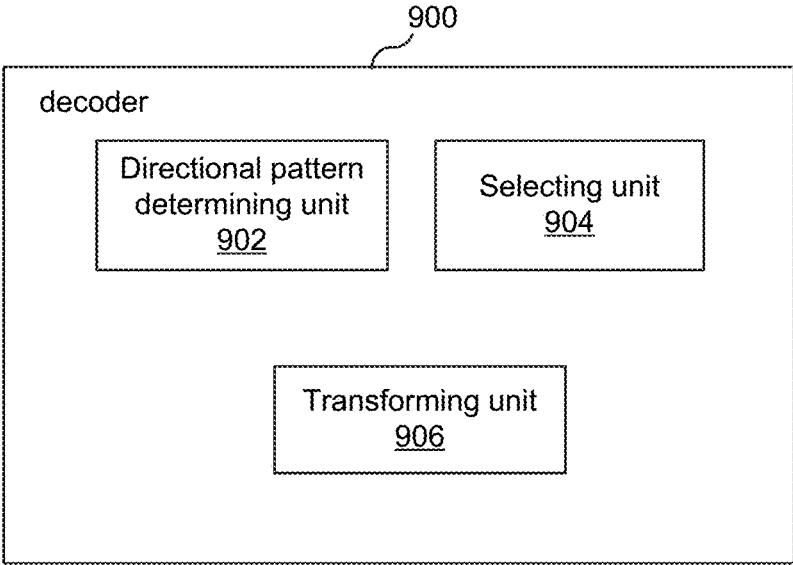 900
decoder
Directional pattern
determining unit
902
Selecting unit
904
Transforming unit
906